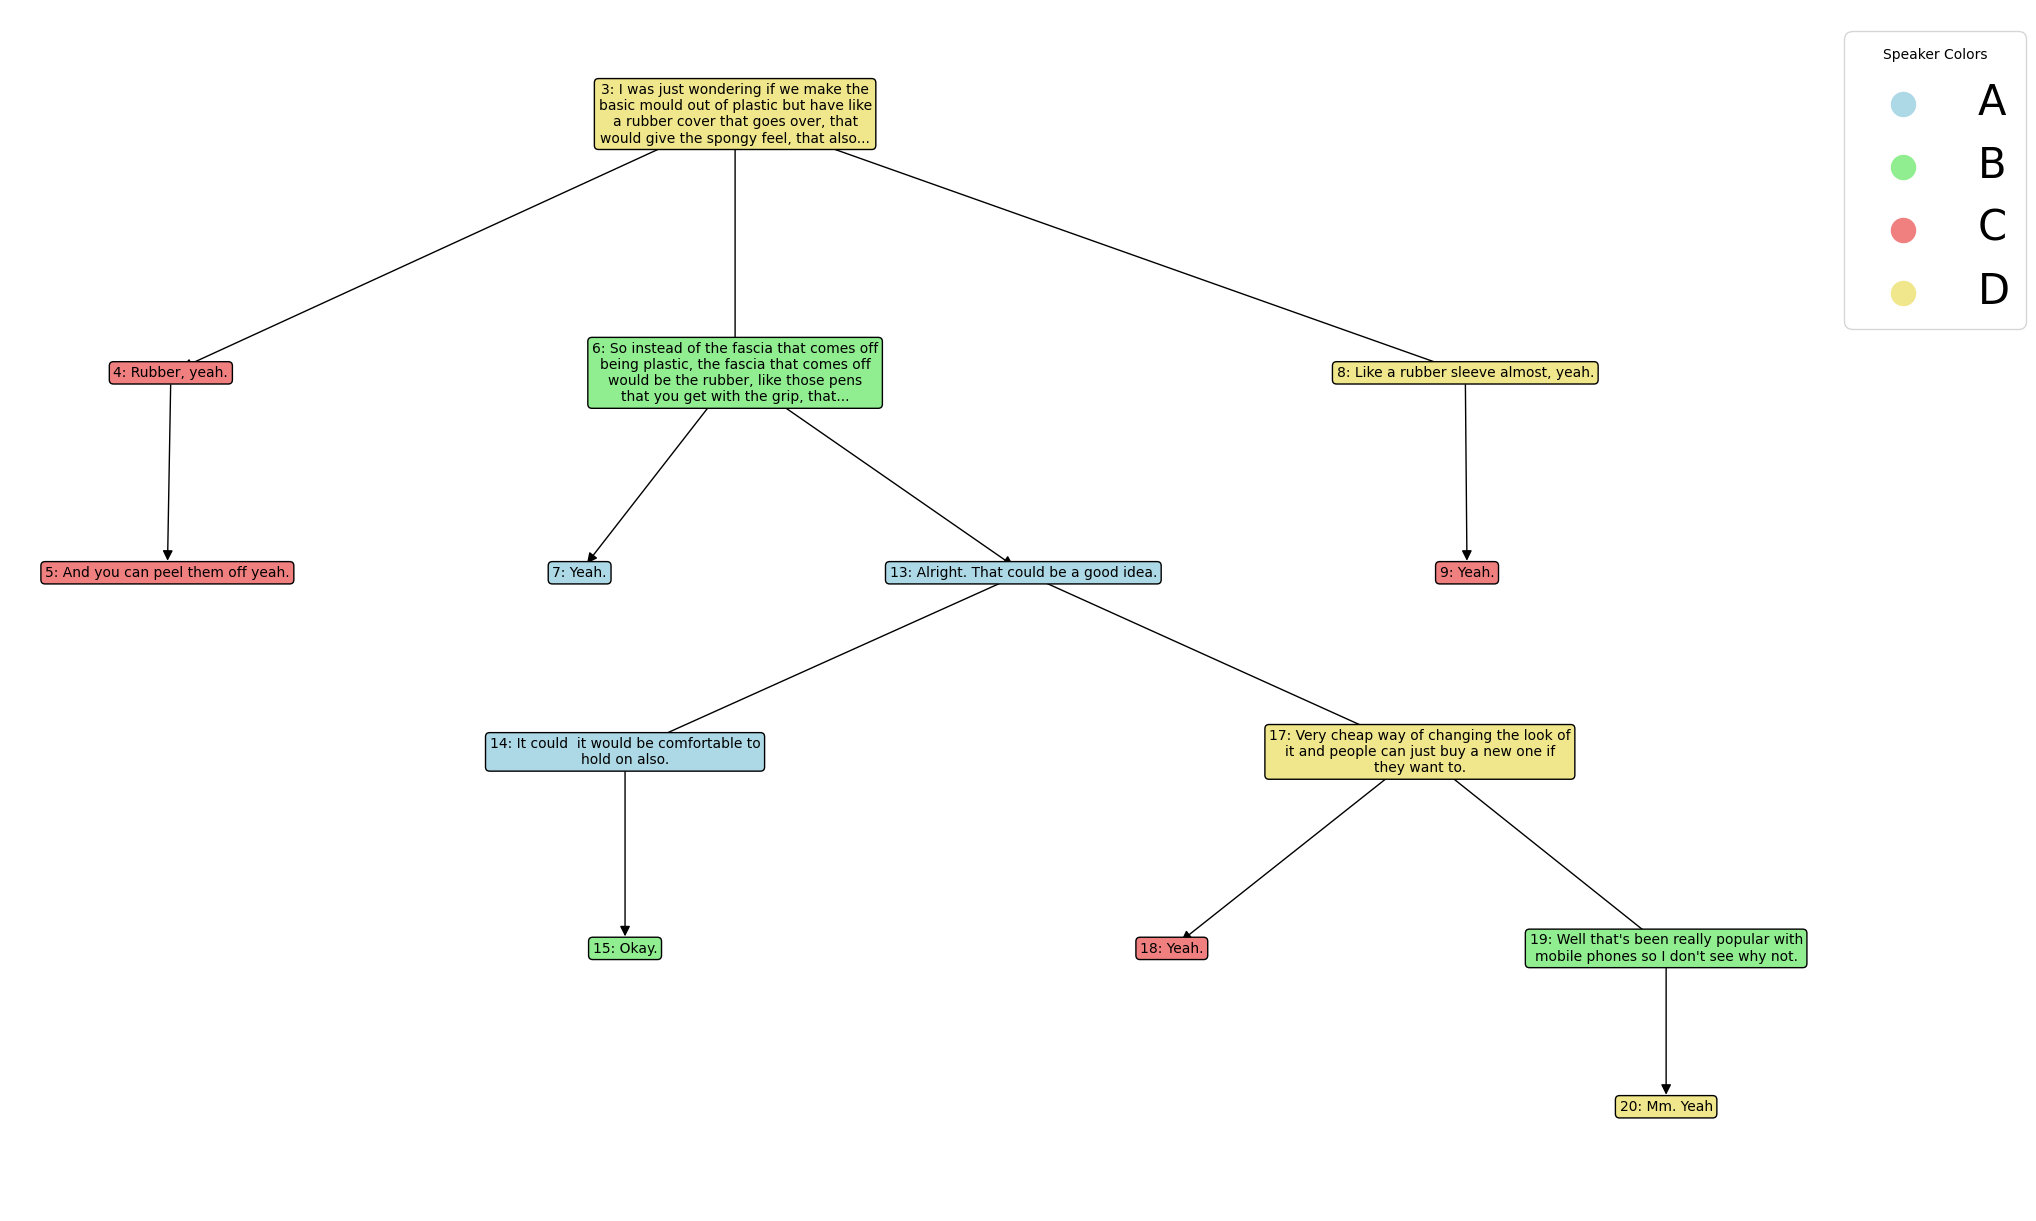 Speaker Colors
A
B
C
D
3: I was just wondering if we make the
basic mould out of plastic but have like
a rubber cover that goes over, that
would give the spongy feel, that also...
4: Rubber, yeah.
6: So instead of the fascia that comes off
being plastic, the fascia that comes off
would be the rubber, like those pens
that you get with the grip, that...
8: Like a rubber sleeve almost, yeah.
5: And you can peel them off yeah.
7: Yeah.
13: Alright. That could be a good idea.
9: Yeah.
14: It could  it would be comfortable to
hold on also.
17: Very cheap way of changing the look of
it and people can just buy a new one if
they want to.
15: Okay.
18: Yeah.
19: Well that's been really popular with
mobile phones so I don't see why not.
20: Mm. Yeah